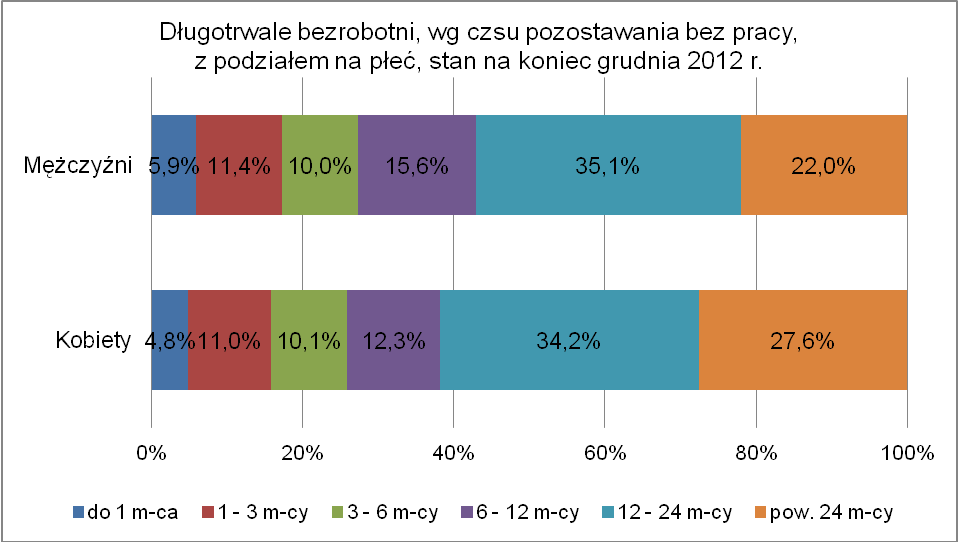 Długotrwale bezrobotni, wg czsu pozostawania bez pracy,
z podziałem na płeć, stan na koniec grudnia 2012 r.
Mężczyźni 5,9% 11,4% 10,0% 15,6% 35,1% 22,0%
Kobiety 4,8% 11,0% 10,1% 12,3% 34,2% 27,6%
0% 20% 40% 60% 80% 100%
do 1 m-ca 1 - 3 m-cy 3 - 6 m-cy 6 - 12 m-cy 12 - 24 m-cy pow. 24 m-cy